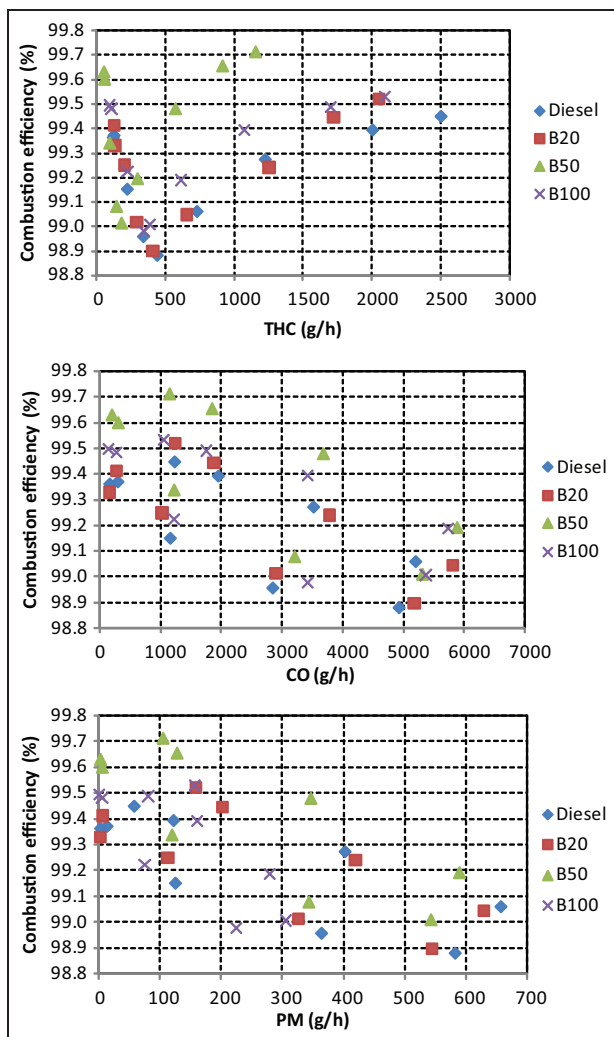 Combustion efficiency (%)
99.8
99.7
99.6
99.5
99.4
99.3
99.2
99.1
99.0
98.9
98.8
0 500 1000 1500 2000 2500 3000
THC (g/h)
Diesel
B20
B50
B100
Combustion efficiency (%)
99.8
99.7
99.6
99.5
99.4
99.3
99.2
99.1
99.0
98.9
98.8
0 1000 2000 3000 4000 5000 6000 7000
CO (g/h)
Diesel
B20
B50
B100
Combustion efficiency (%)
99.8
99.7
99.6
99.5
99.4
99.3
99.2
99.1
99.0
98.9
98.8
0 100 200 300 400 500 600 700
PM (g/h)
Diesel
B20
B50
B100